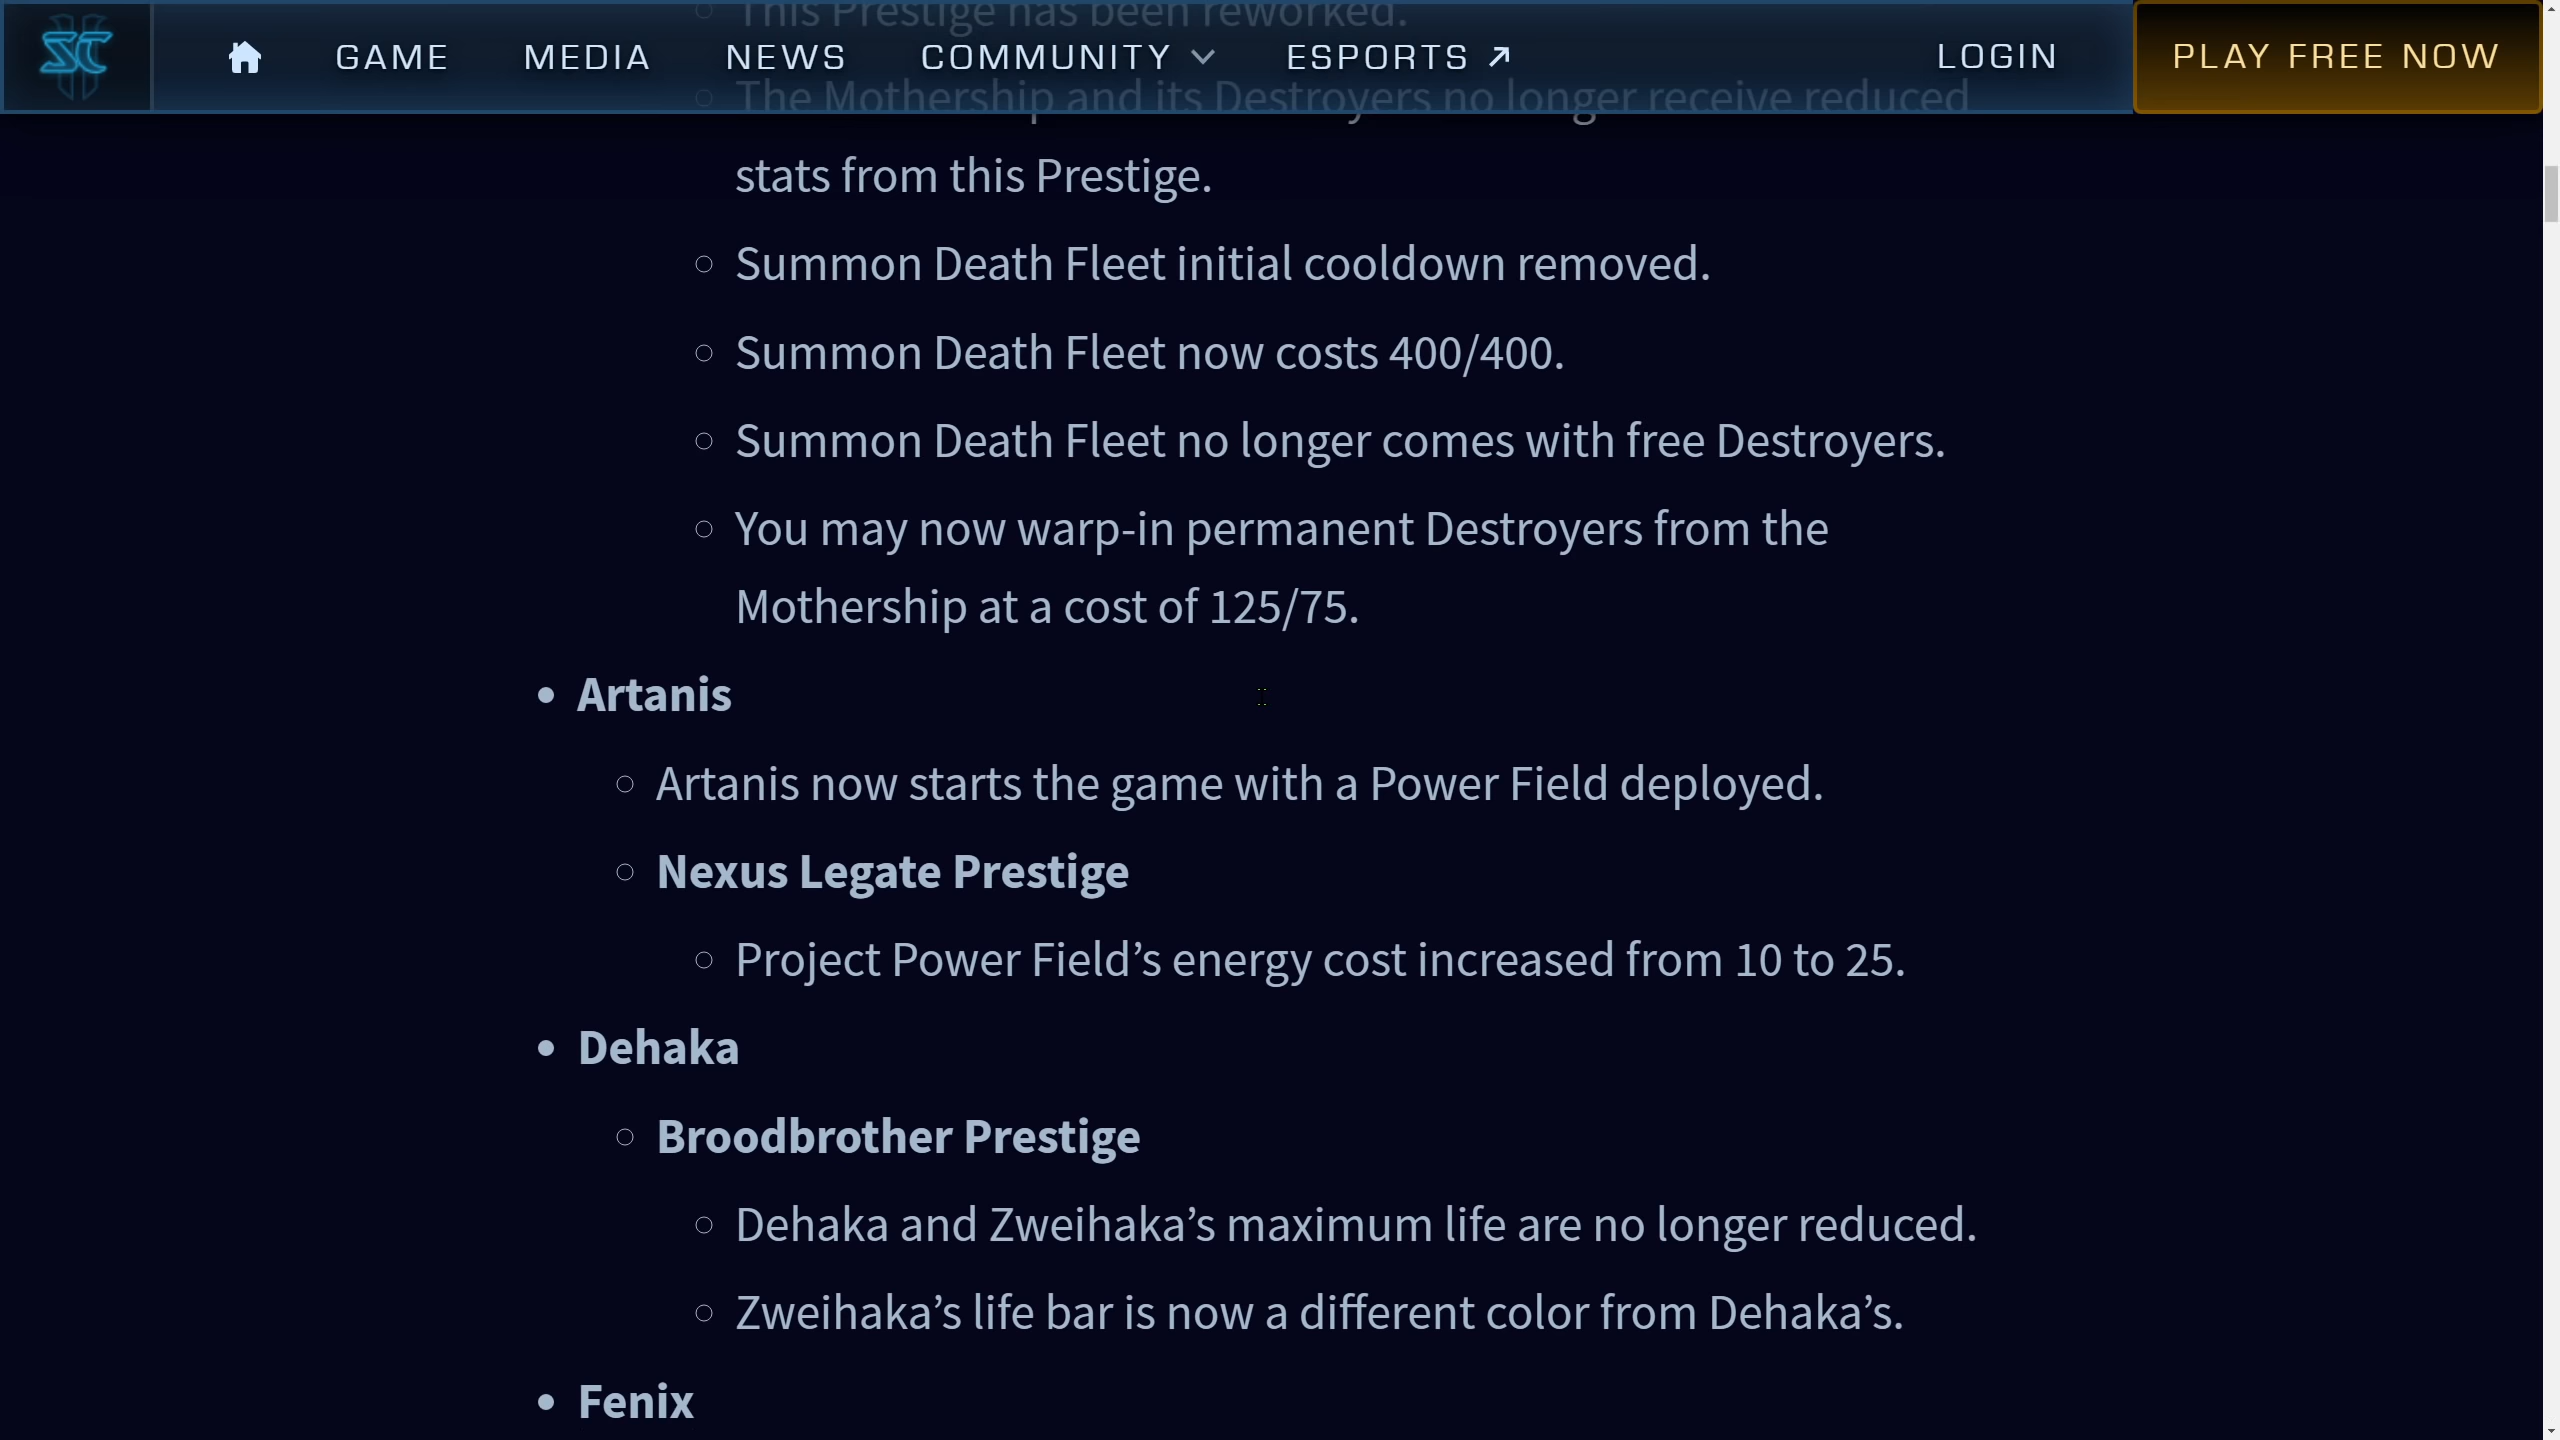 This Prestige has been reworked.
SC
GAME MEDIA NEWS COMMUNITY ESPORTS LOGIN PLAY FREE NOW
The Mothership and its Destroyers no longer receive reduced
stats from this Prestige.
Summon Death Fleet initial cooldown removed.
Summon Death Fleet now costs 400/400.
Summon Death Fleet no longer comes with free Destroyers.
You may now warp-in permanent Destroyers from the
Mothership at a cost of 125/75.
Artanis
Artanis now starts the game with a Power Field deployed.
Nexus Legate Prestige
Project Power Field’s energy cost increased from 10 to 25.
Dehaka
Broodbrother Prestige
Dehaka and Zweihaka’s maximum life are no longer reduced.
Zweihaka’s life bar is now a different color from Dehaka’s.
Fenix